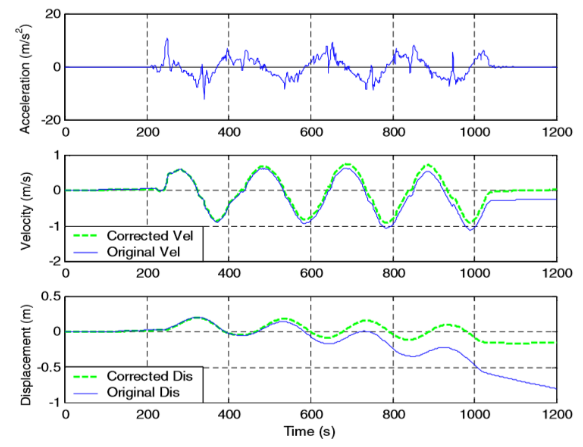 20
0
-20
Acceleration (m/s²)
0 200 400 600 800 1000 1200
1
0
-1
-2
Velocity (m/s)
Corrected Vel
Original Vel
0 200 400 600 800 1000 1200
0.5
0
-0.5
-1
Displacement (m)
Corrected Dis
Original Dis
0 200 400 600 800 1000 1200
Time (s)